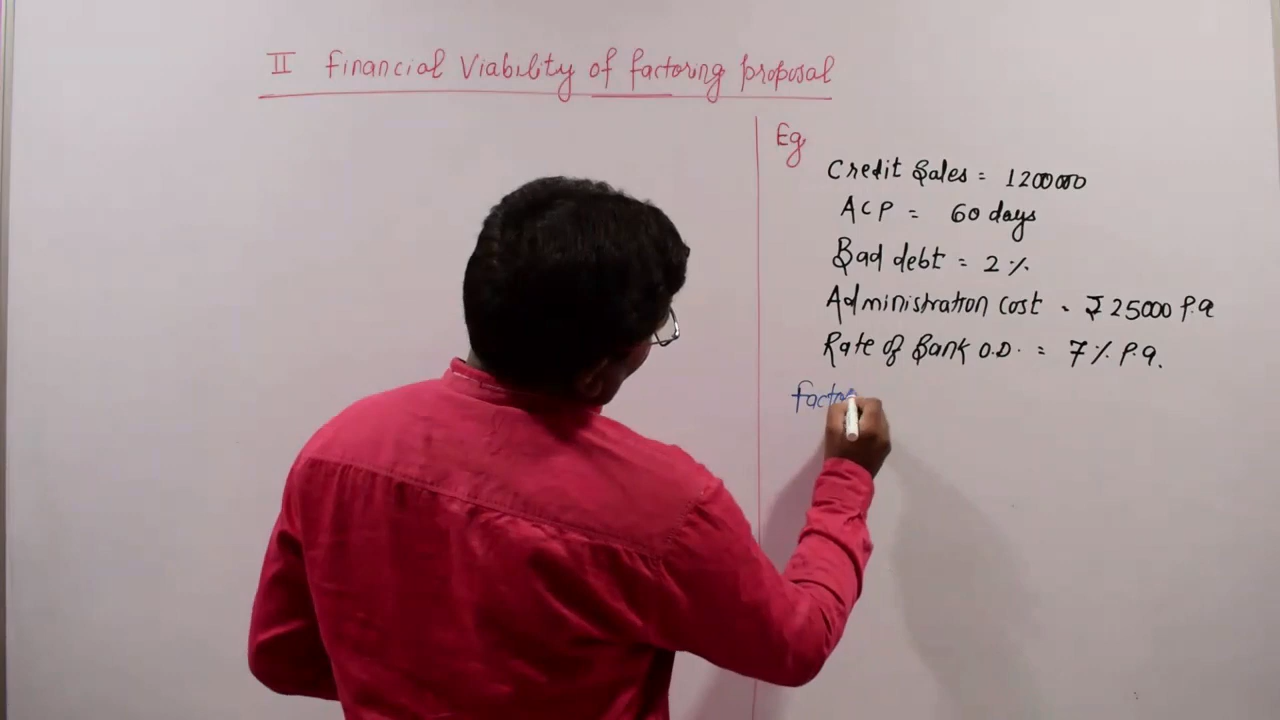 II Financial Viability of factoring proposal
Eg
Credit Sales = 1200000
ACP = 60 days
Bad debt = 2%
Administration cost = ₹25000 P.a
Rate of Bank O.D. = 7% P.a.
facto